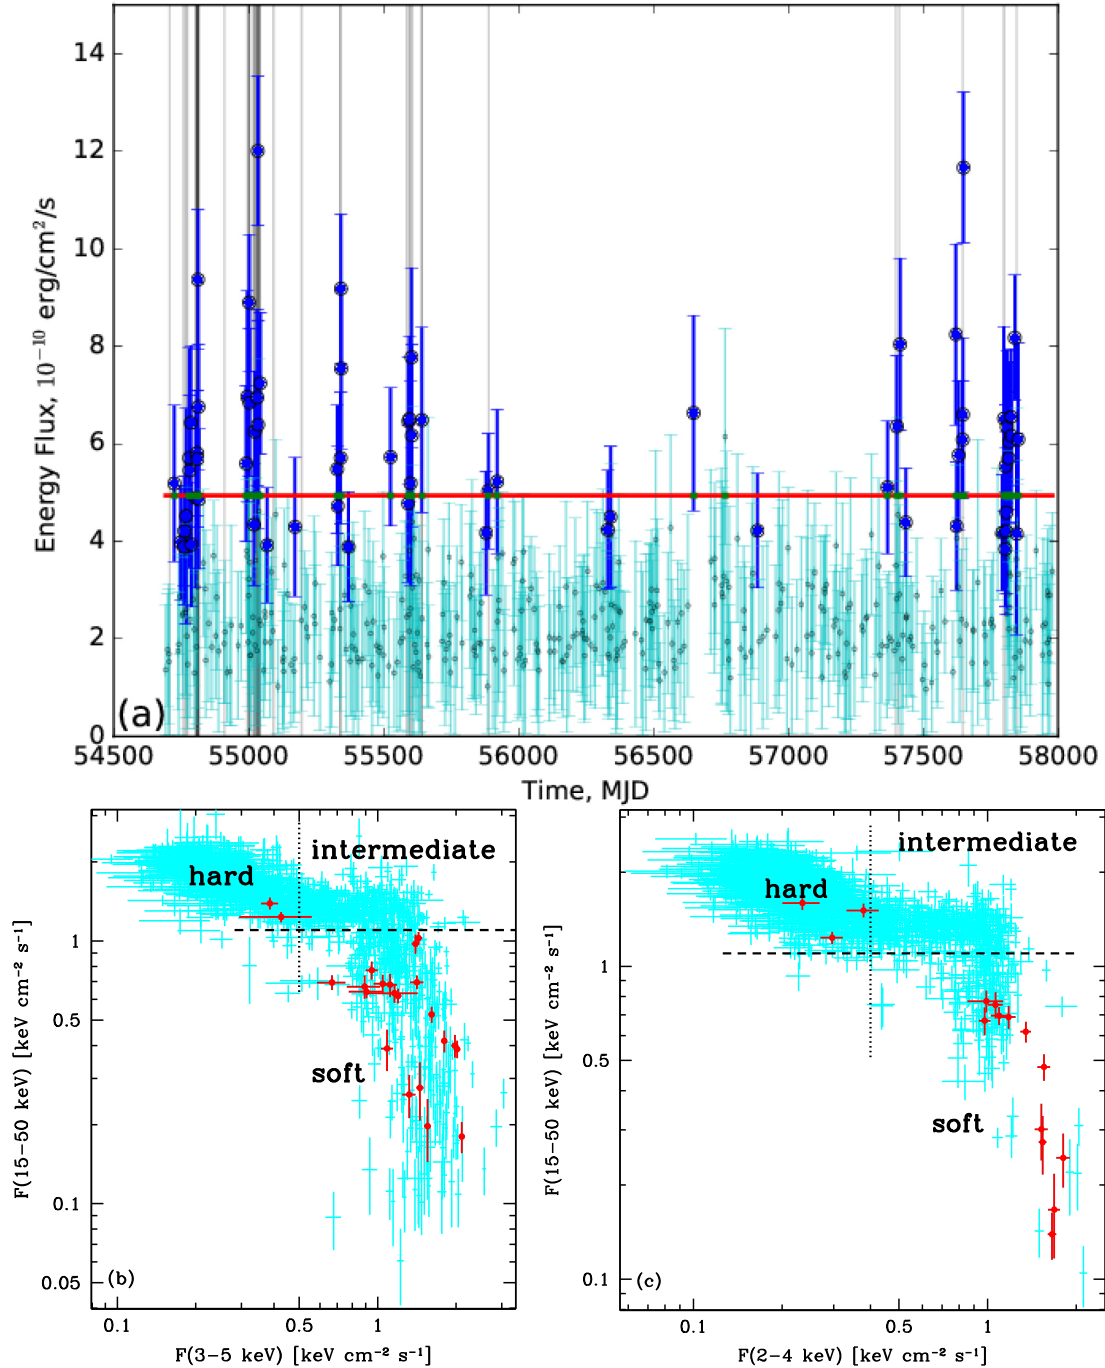 14
12
10
8
6
4
2
0
Energy Flux, 10⁻¹⁰ erg/cm²/s
(a)
54500 55000 55500 56000 56500 57000 57500 58000
Time, MJD
intermediate
hard
soft
1
0.5
0.1
0.05
F(15−50 keV) [keV cm⁻² s⁻¹]
(b)
0.1 0.5 1
F(3−5 keV) [keV cm⁻² s⁻¹]
intermediate
hard
soft
1
0.5
0.1
F(15−50 keV) [keV cm⁻² s⁻¹]
(c)
0.1 0.5 1
F(2−4 keV) [keV cm⁻² s⁻¹]